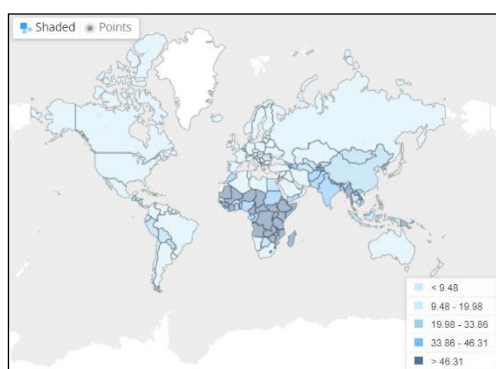 Shaded Points
< 9.48
9.48 - 19.98
19.98 - 33.86
33.86 - 46.31
> 46.31